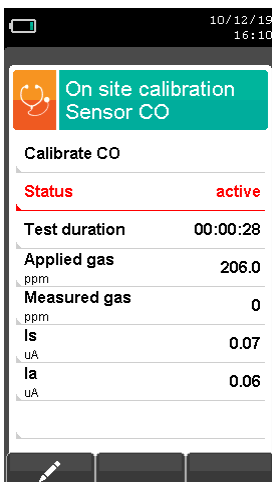 10/12/19
16:10
On site calibration
Sensor CO
Calibrate CO
Status active
Test duration 00:00:28
Applied gas 206.0
ppm
Measured gas 0
ppm
Is 0.07
uA
Ia 0.06
uA